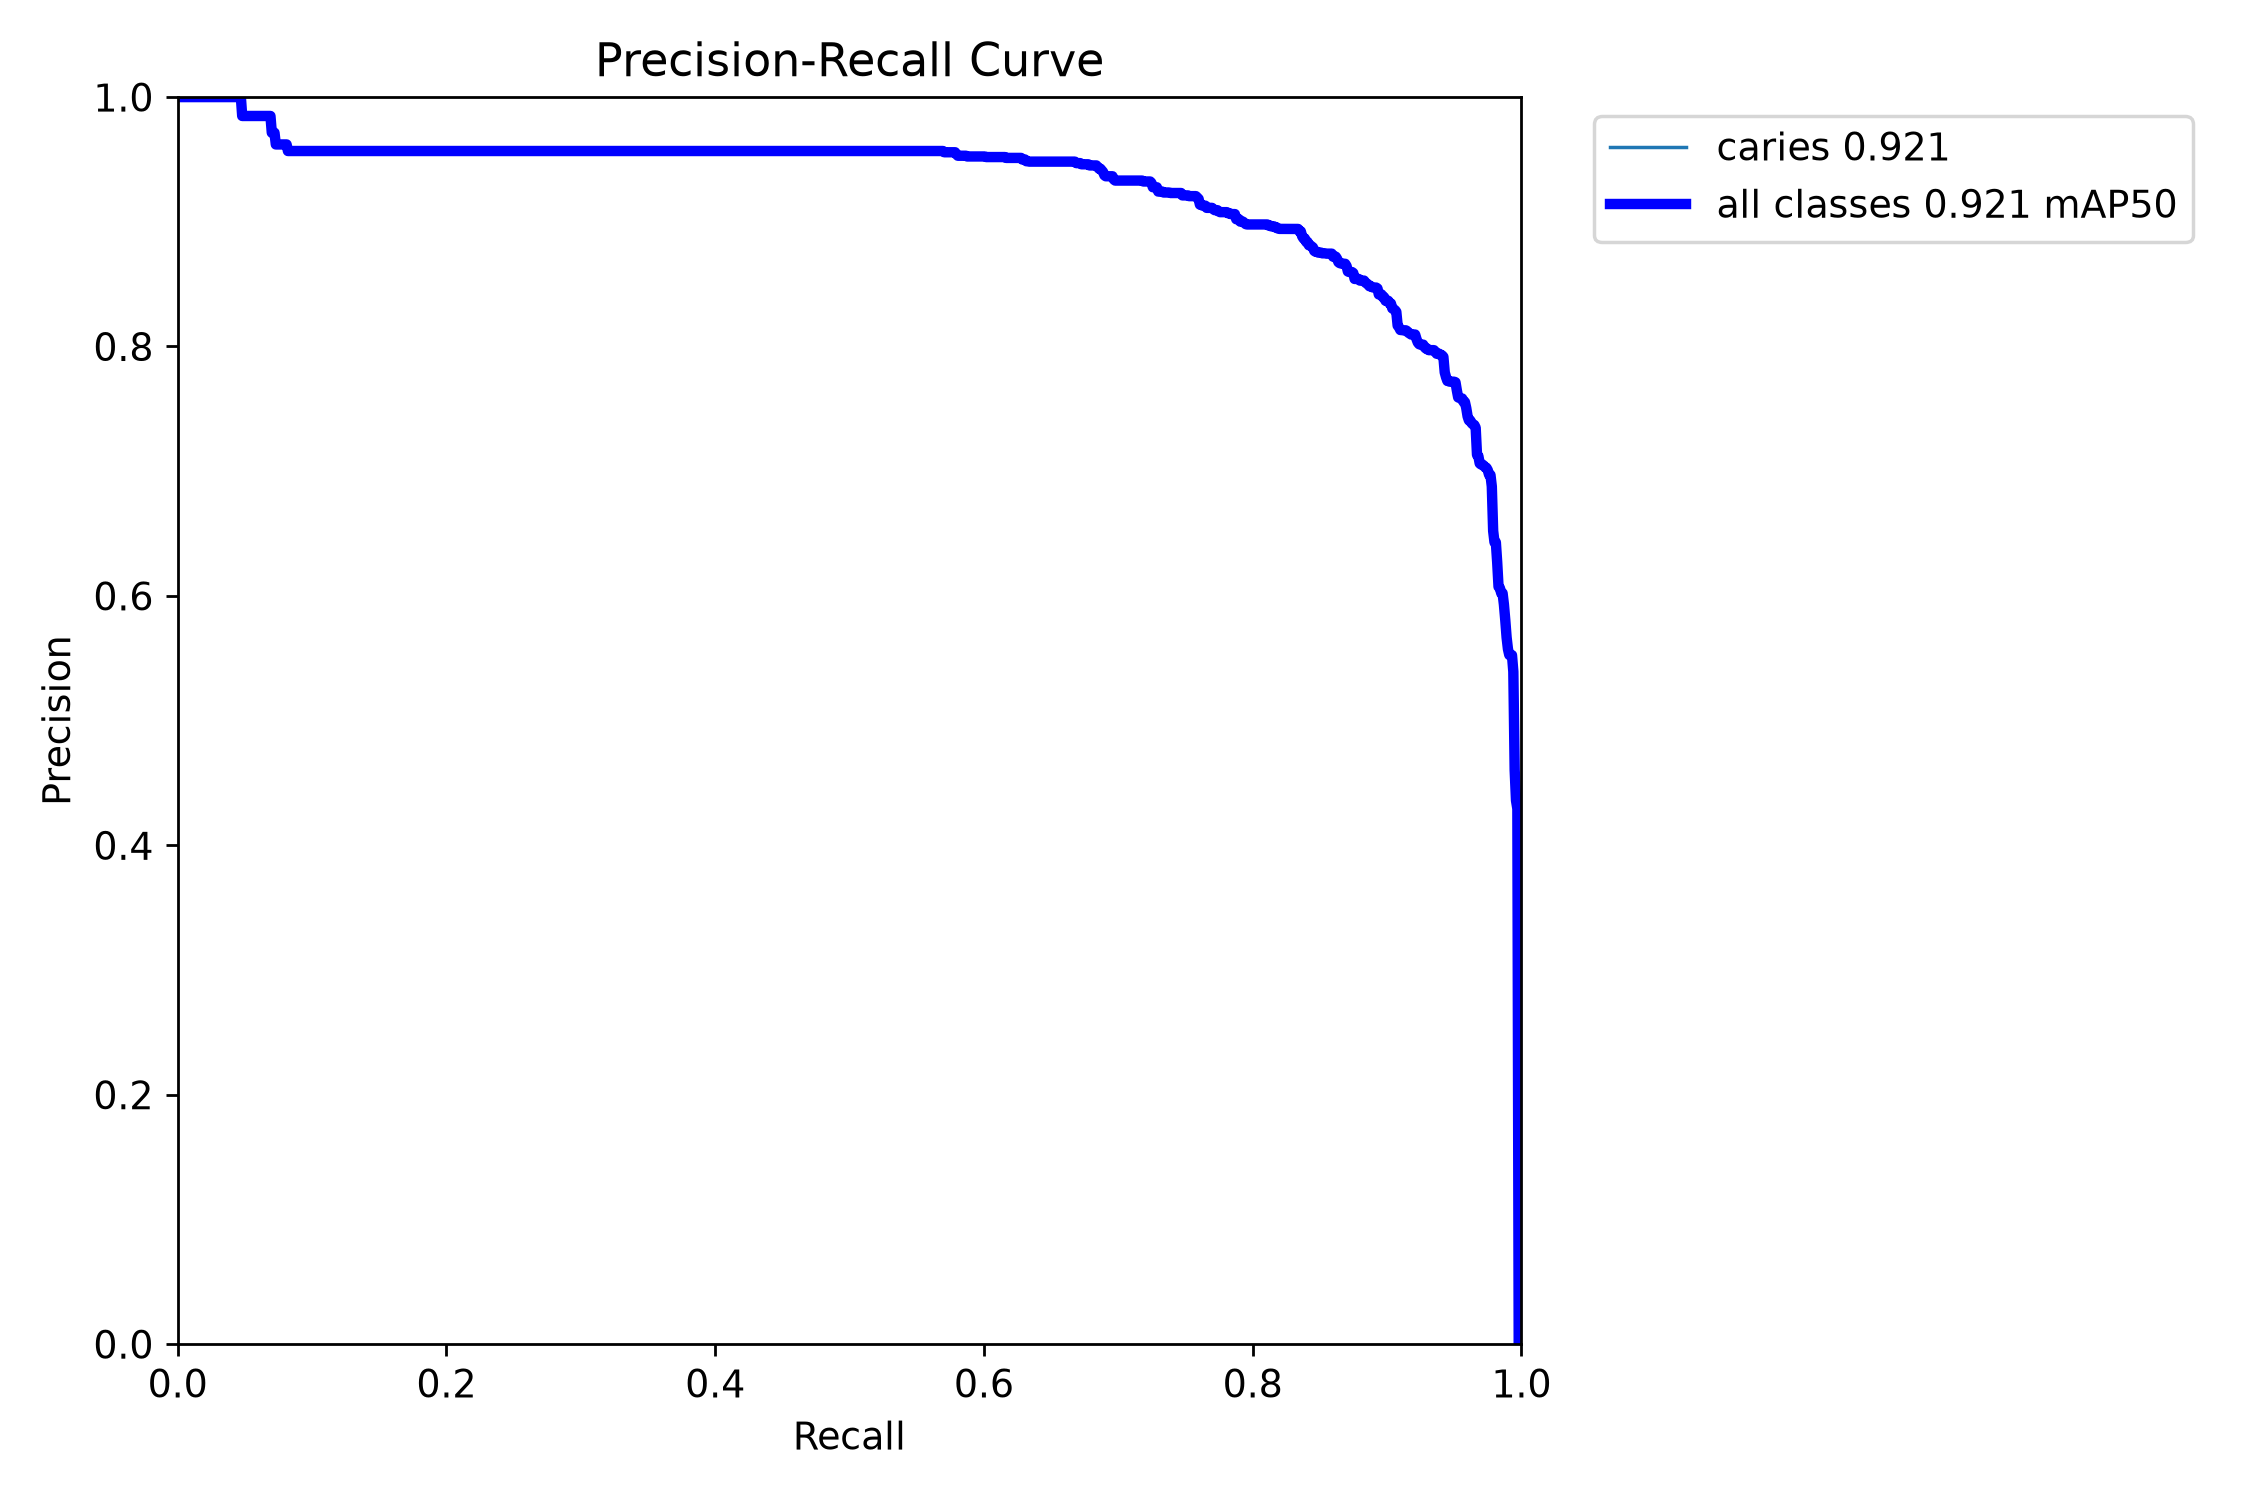 Precision-Recall Curve
1.0
0.8
0.6
0.4
0.2
0.0
Precision
0.0 0.2 0.4 0.6 0.8 1.0
Recall
caries 0.921
all classes 0.921 mAP50